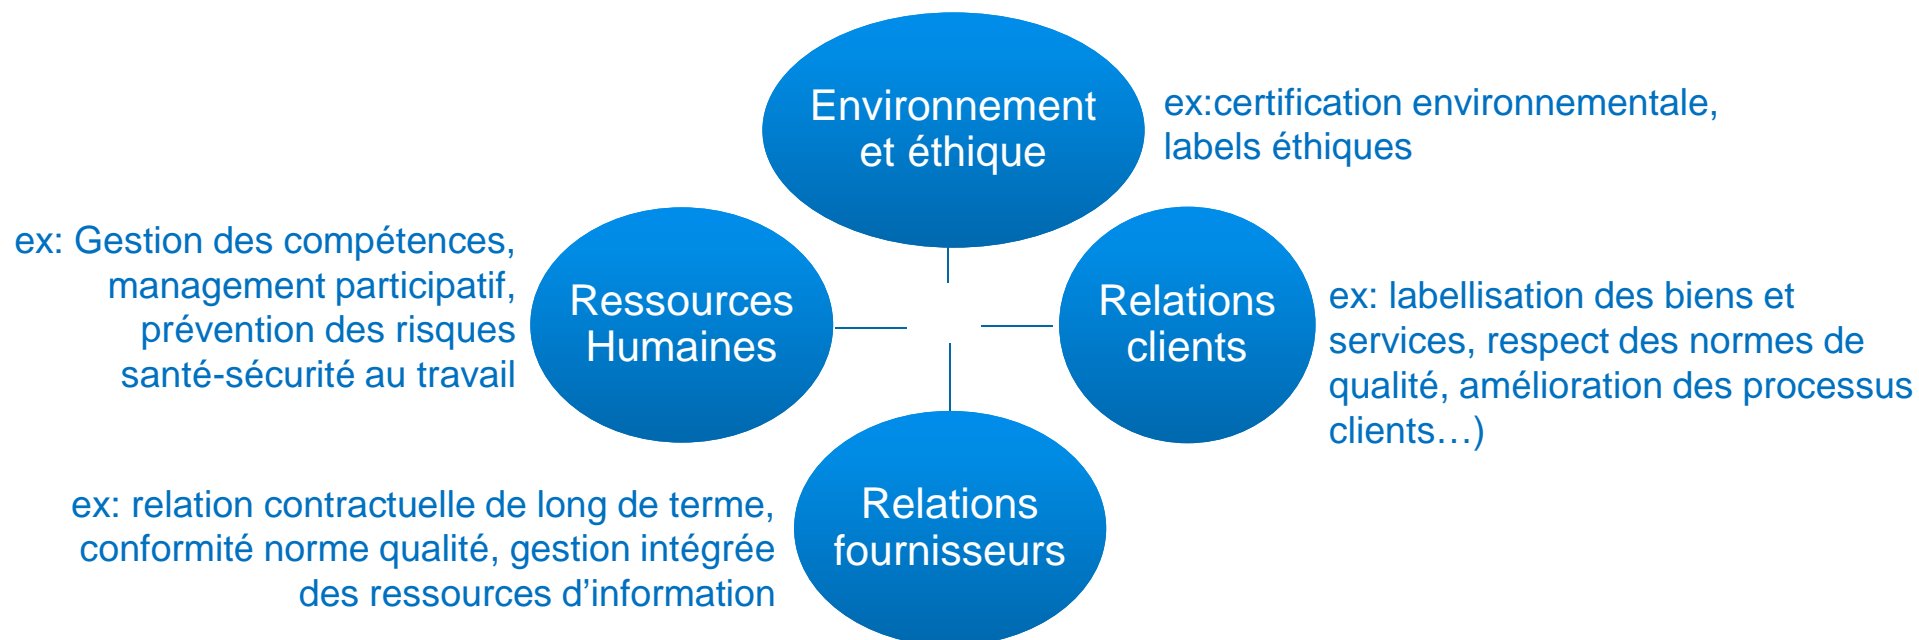 Environnement
et éthique
ex:certification environnementale,
labels éthiques
ex: Gestion des compétences,
management participatif,
prévention des risques
santé-sécurité au travail
Ressources
Humaines
Relations
clients
ex: labellisation des biens et
services, respect des normes de
qualité, amélioration des processus
clients…)
ex: relation contractuelle de long de terme,
conformité norme qualité, gestion intégrée
des ressources d’information
Relations
fournisseurs